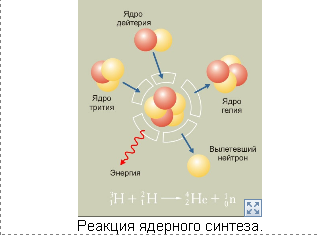 Ядро
дейтерия
Ядро
трития
Ядро
гелия
Вылетевший
нейтрон
Энергия
³₁H + ²₁H → ⁴₂He + ¹₀n
Реакция ядерного синтеза.